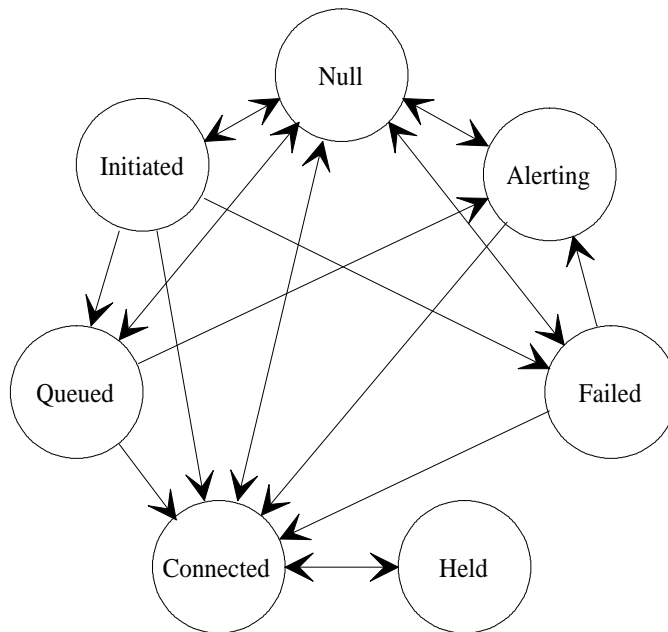 Null
Initiated
Alerting
Queued
Failed
Connected
Held